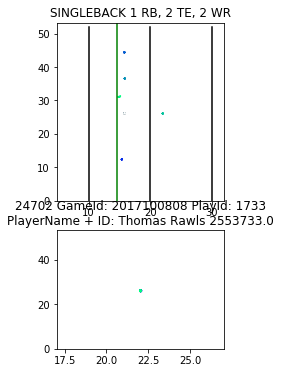 SINGLEBACK 1 RB, 2 TE, 2 WR
50
40
30
20
10
0
10 20 30
24702 GameId: 2017100808 PlayId: 1733
PlayerName + ID: Thomas Rawls 2553733.0
40
20
0
17.5 20.0 22.5 25.0